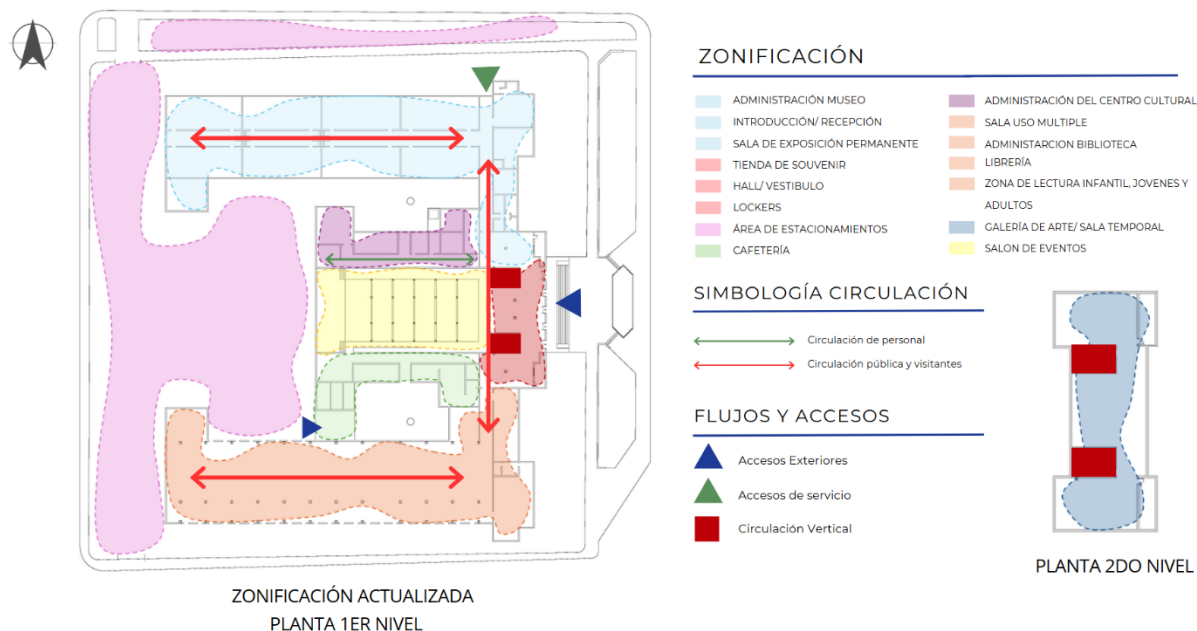 ZONIFICACIÓN
ADMINISTRACIÓN MUSEO
INTRODUCCIÓN/ RECEPCIÓN
SALA DE EXPOSICIÓN PERMANENTE
TIENDA DE SOUVENIR
HALL/ VESTIBULO
LOCKERS
ÁREA DE ESTACIONAMIENTOS
CAFETERÍA
ADMINISTRACIÓN DEL CENTRO CULTURAL
SALA USO MULTIPLE
ADMINISTARCION BIBLIOTECA
LIBRERÍA
ZONA DE LECTURA INFANTIL, JOVENES Y
ADULTOS
GALERÍA DE ARTE/ SALA TEMPORAL
SALON DE EVENTOS
SIMBOLOGÍA CIRCULACIÓN
Circulación de personal
Circulación pública y visitantes
FLUJOS Y ACCESOS
Accesos Exteriores
Accesos de servicio
Circulación Vertical
PLANTA 2DO NIVEL
ZONIFICACIÓN ACTUALIZADA
PLANTA 1ER NIVEL